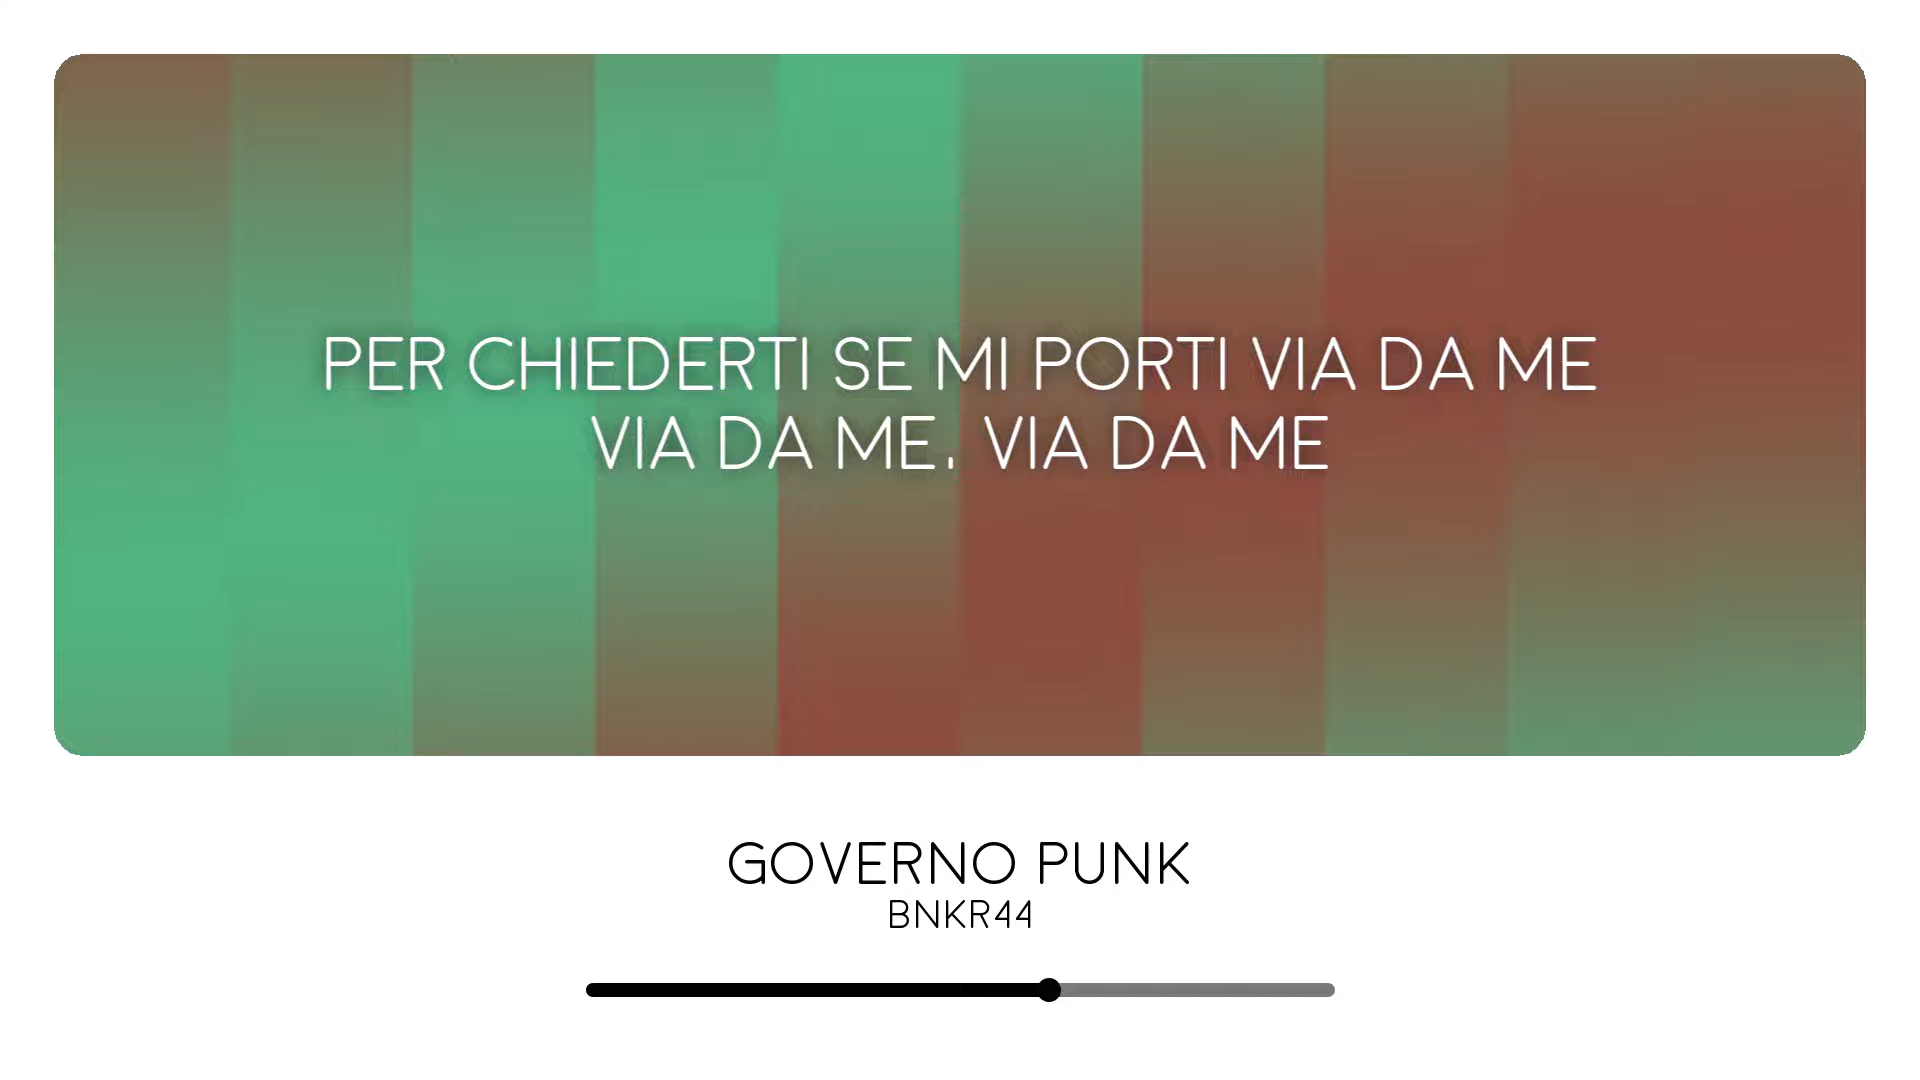 PER CHIEDERTI SE MI PORTI VIA DA ME
VIA DA ME, VIA DA ME
GOVERNO PUNK
BNKR44